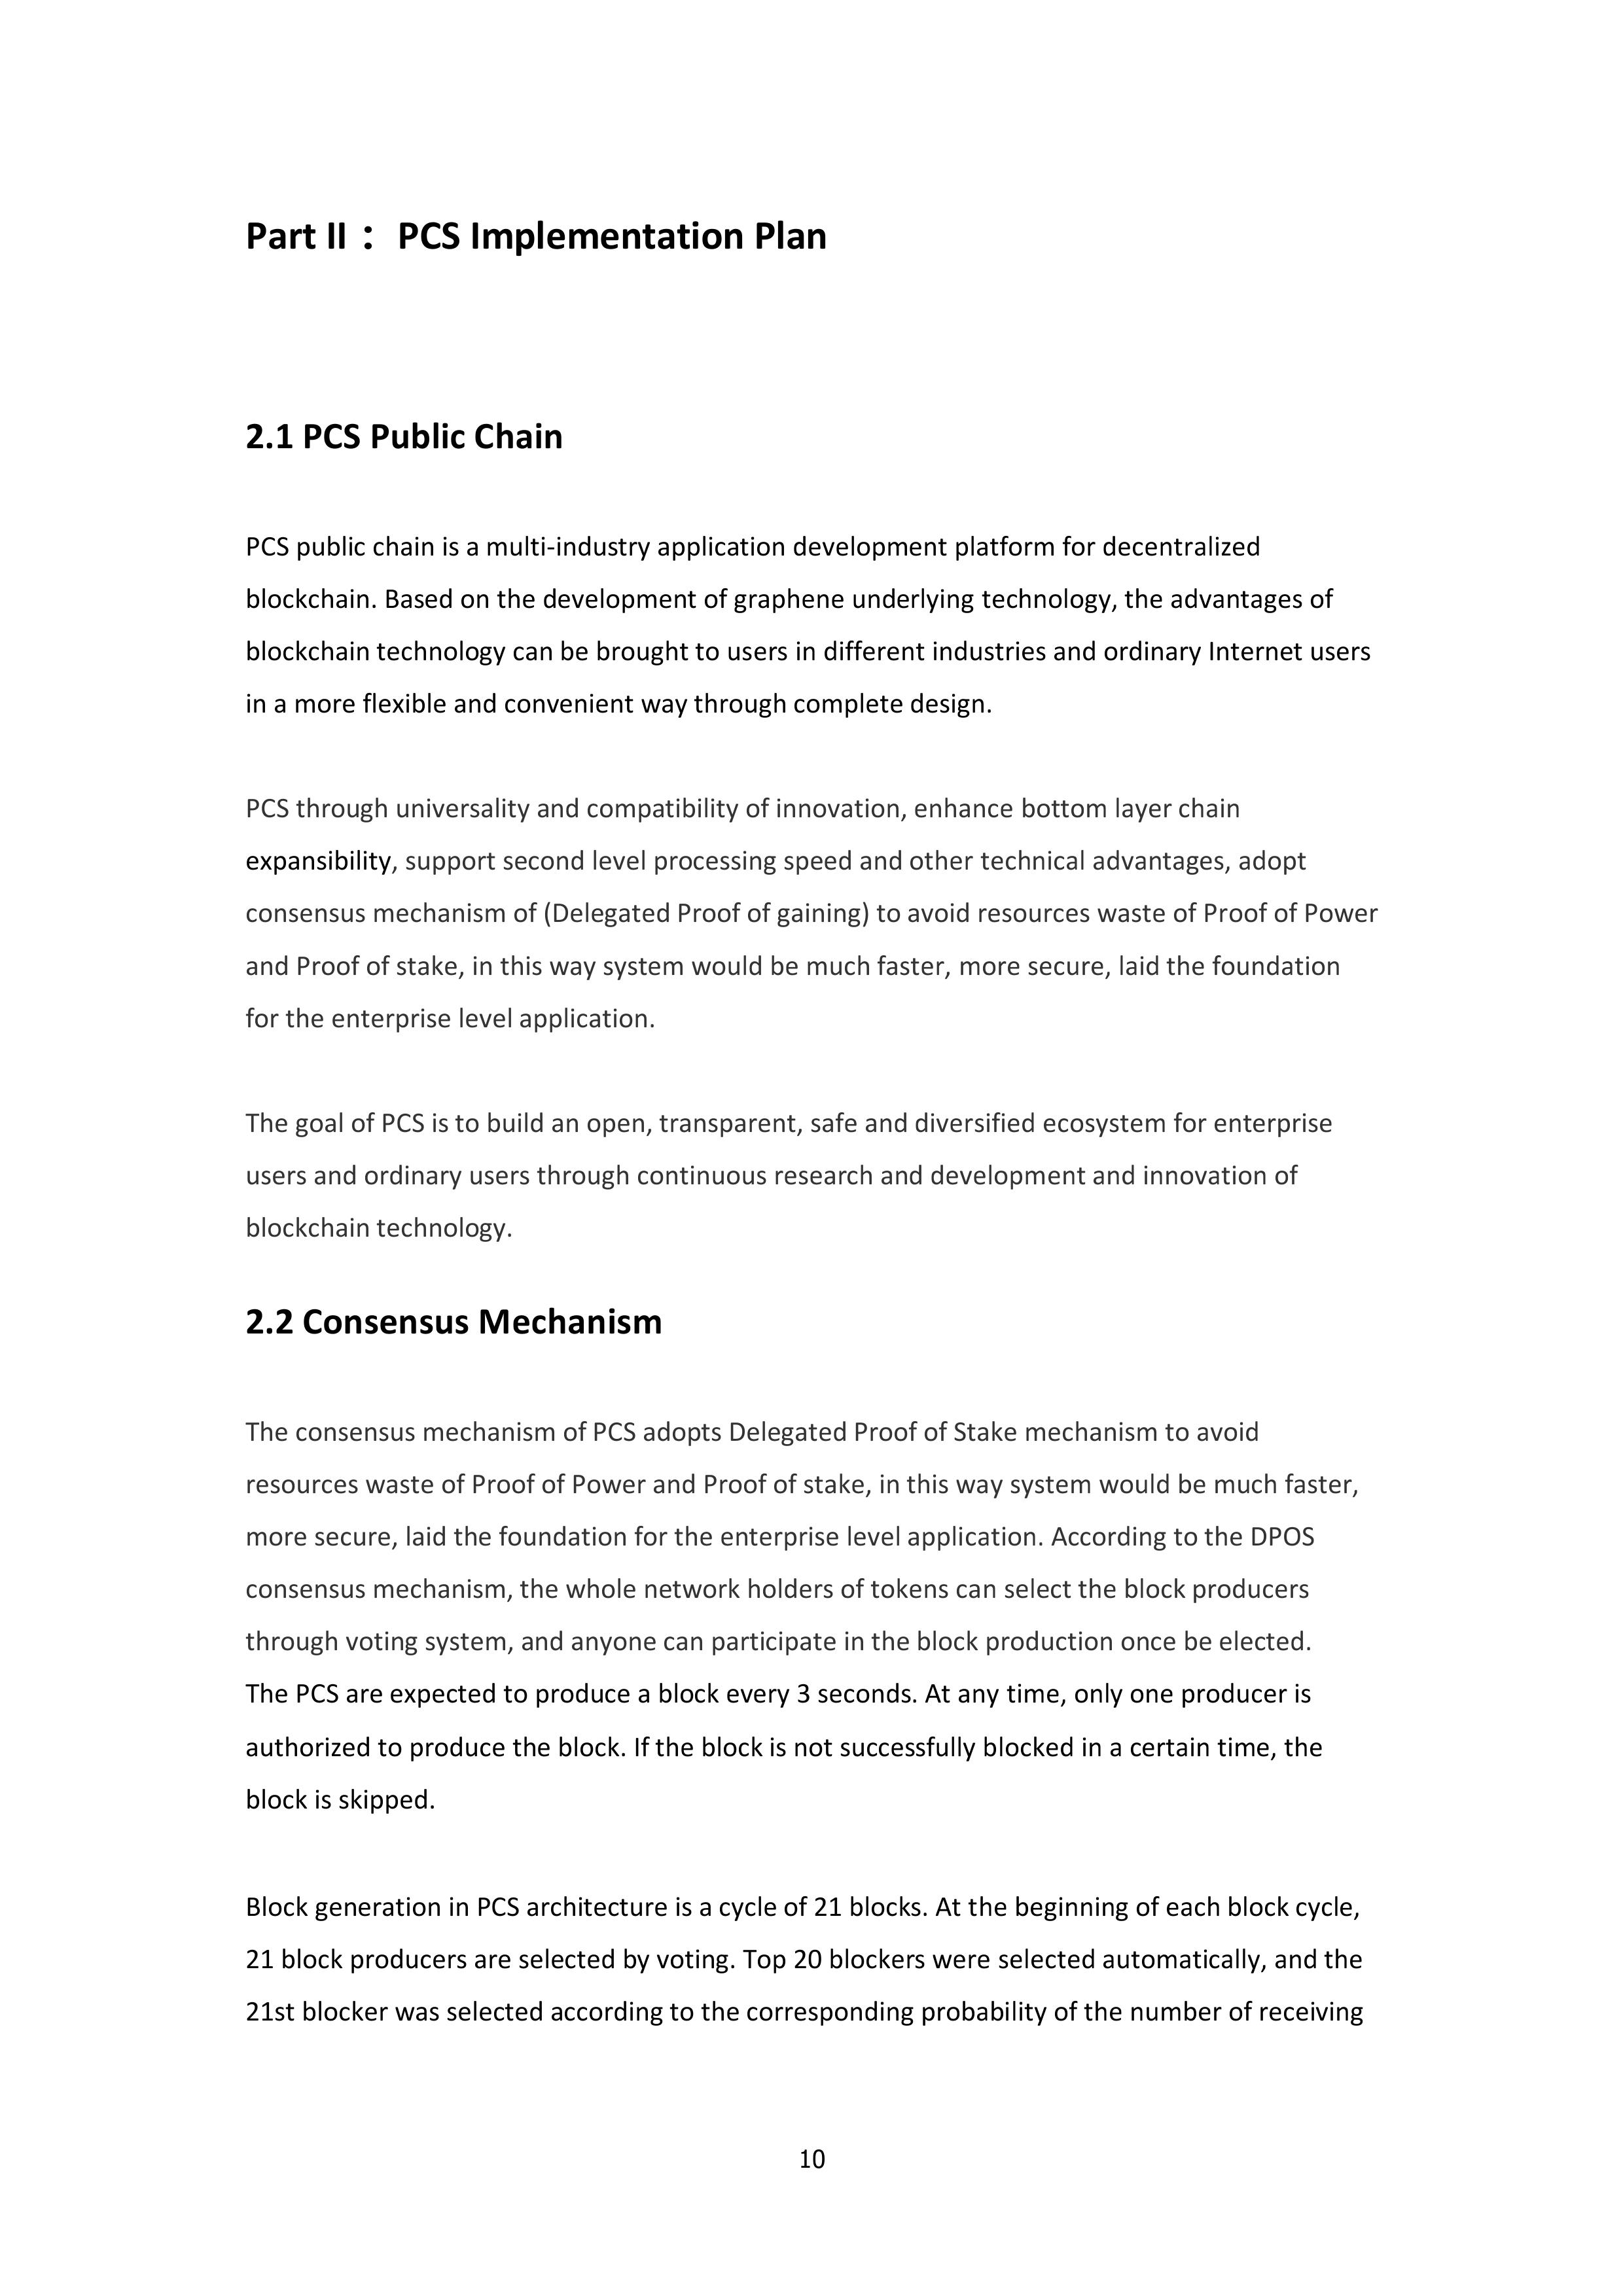 Part II： PCS Implementation Plan
2.1 PCS Public Chain
PCS public chain is a multi-industry application development platform for decentralized
blockchain. Based on the development of graphene underlying technology, the advantages of
blockchain technology can be brought to users in different industries and ordinary Internet users
in a more flexible and convenient way through complete design.
PCS through universality and compatibility of innovation, enhance bottom layer chain
expansibility, support second level processing speed and other technical advantages, adopt
consensus mechanism of (Delegated Proof of gaining) to avoid resources waste of Proof of Power
and Proof of stake, in this way system would be much faster, more secure, laid the foundation
for the enterprise level application.
The goal of PCS is to build an open, transparent, safe and diversified ecosystem for enterprise
users and ordinary users through continuous research and development and innovation of
blockchain technology.
2.2 Consensus Mechanism
The consensus mechanism of PCS adopts Delegated Proof of Stake mechanism to avoid
resources waste of Proof of Power and Proof of stake, in this way system would be much faster,
more secure, laid the foundation for the enterprise level application. According to the DPOS
consensus mechanism, the whole network holders of tokens can select the block producers
through voting system, and anyone can participate in the block production once be elected.
The PCS are expected to produce a block every 3 seconds. At any time, only one producer is
authorized to produce the block. If the block is not successfully blocked in a certain time, the
block is skipped.
Block generation in PCS architecture is a cycle of 21 blocks. At the beginning of each block cycle,
21 block producers are selected by voting. Top 20 blockers were selected automatically, and the
21st blocker was selected according to the corresponding probability of the number of receiving
10